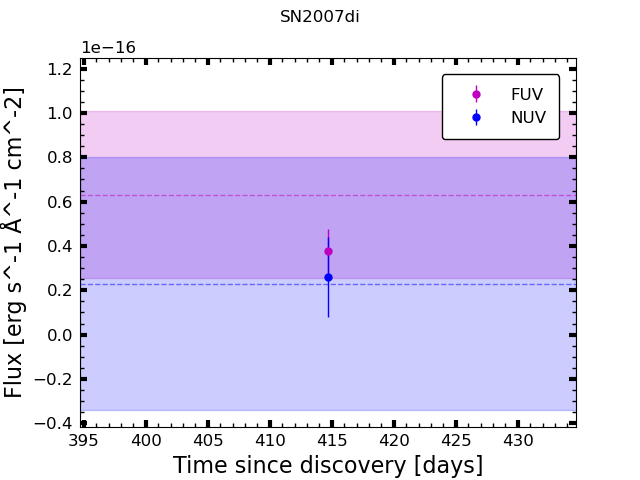 SN2007di
1e−16
1.2
1.0
0.8
0.6
0.4
0.2
0.0
−0.2
−0.4
Flux [erg s^-1 Å^-1 cm^-2]
FUV
NUV
395 400 405 410 415 420 425 430
Time since discovery [days]